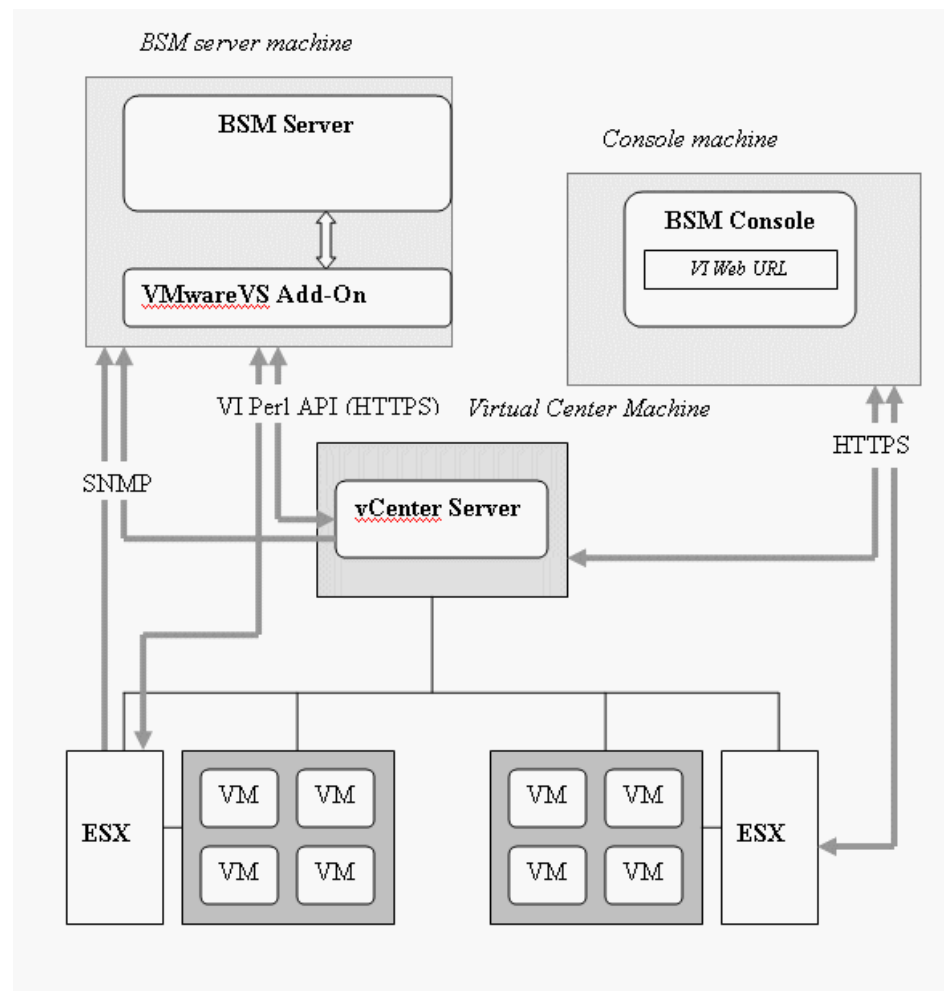 BSM server machine
BSM Server
Console machine
BSM Console
VI Web URL
VMwareVS Add-On
VI Perl API (HTTPS)
Virtual Center Machine
HTTPS
SNMP
vCenter Server
VM VM
VM VM
ESX
VM VM
VM VM
ESX